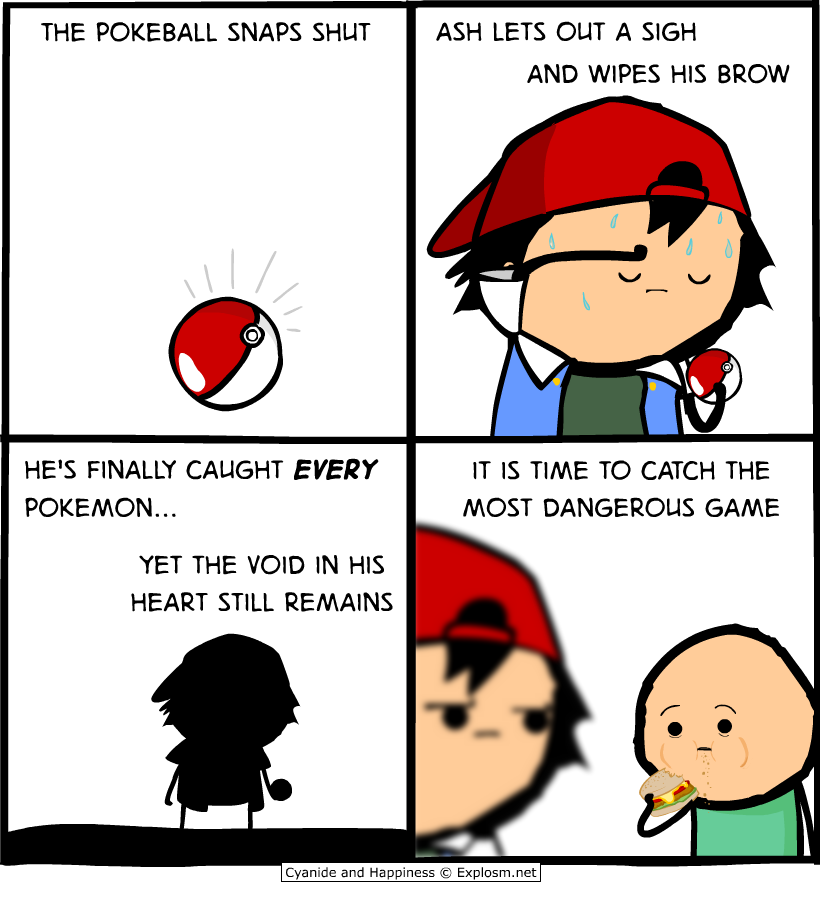 THE POKEBALL SNAPS SHUT
ASH LETS OUT A SIGH
AND WIPES HIS BROW
HE'S FINALLY CAUGHT EVERY
POKEMON...
YET THE VOID IN HIS
HEART STILL REMAINS
IT IS TIME TO CATCH THE
MOST DANGEROUS GAME
Cyanide and Happiness © Explosm.net